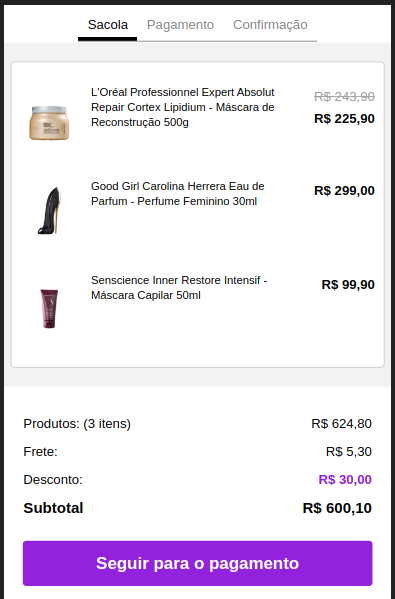 Sacola Pagamento Confirmação
L'Oréal Professionnel Expert Absolut
Repair Cortex Lipidium - Máscara de
Reconstrução 500g
R$ 243,90
R$ 225,90
Good Girl Carolina Herrera Eau de
Parfum - Perfume Feminino 30ml
R$ 299,00
Senscience Inner Restore Intensif -
Máscara Capilar 50ml
R$ 99,90
Produtos: (3 itens) R$ 624,80
Frete: R$ 5,30
Desconto: R$ 30,00
Subtotal R$ 600,10
Seguir para o pagamento